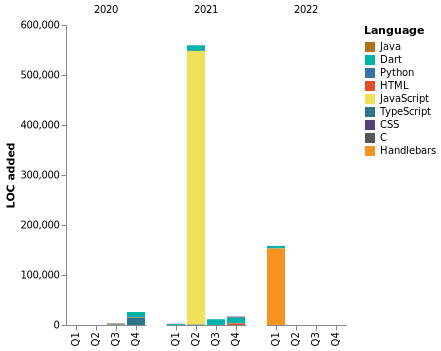 2020 2021 2022
600,000
500,000
400,000
300,000
200,000
100,000
0
LOC added
Q1 Q2 Q3 Q4 Q1 Q2 Q3 Q4 Q1 Q2 Q3 Q4
Language
Java
Dart
Python
HTML
JavaScript
TypeScript
CSS
C
Handlebars